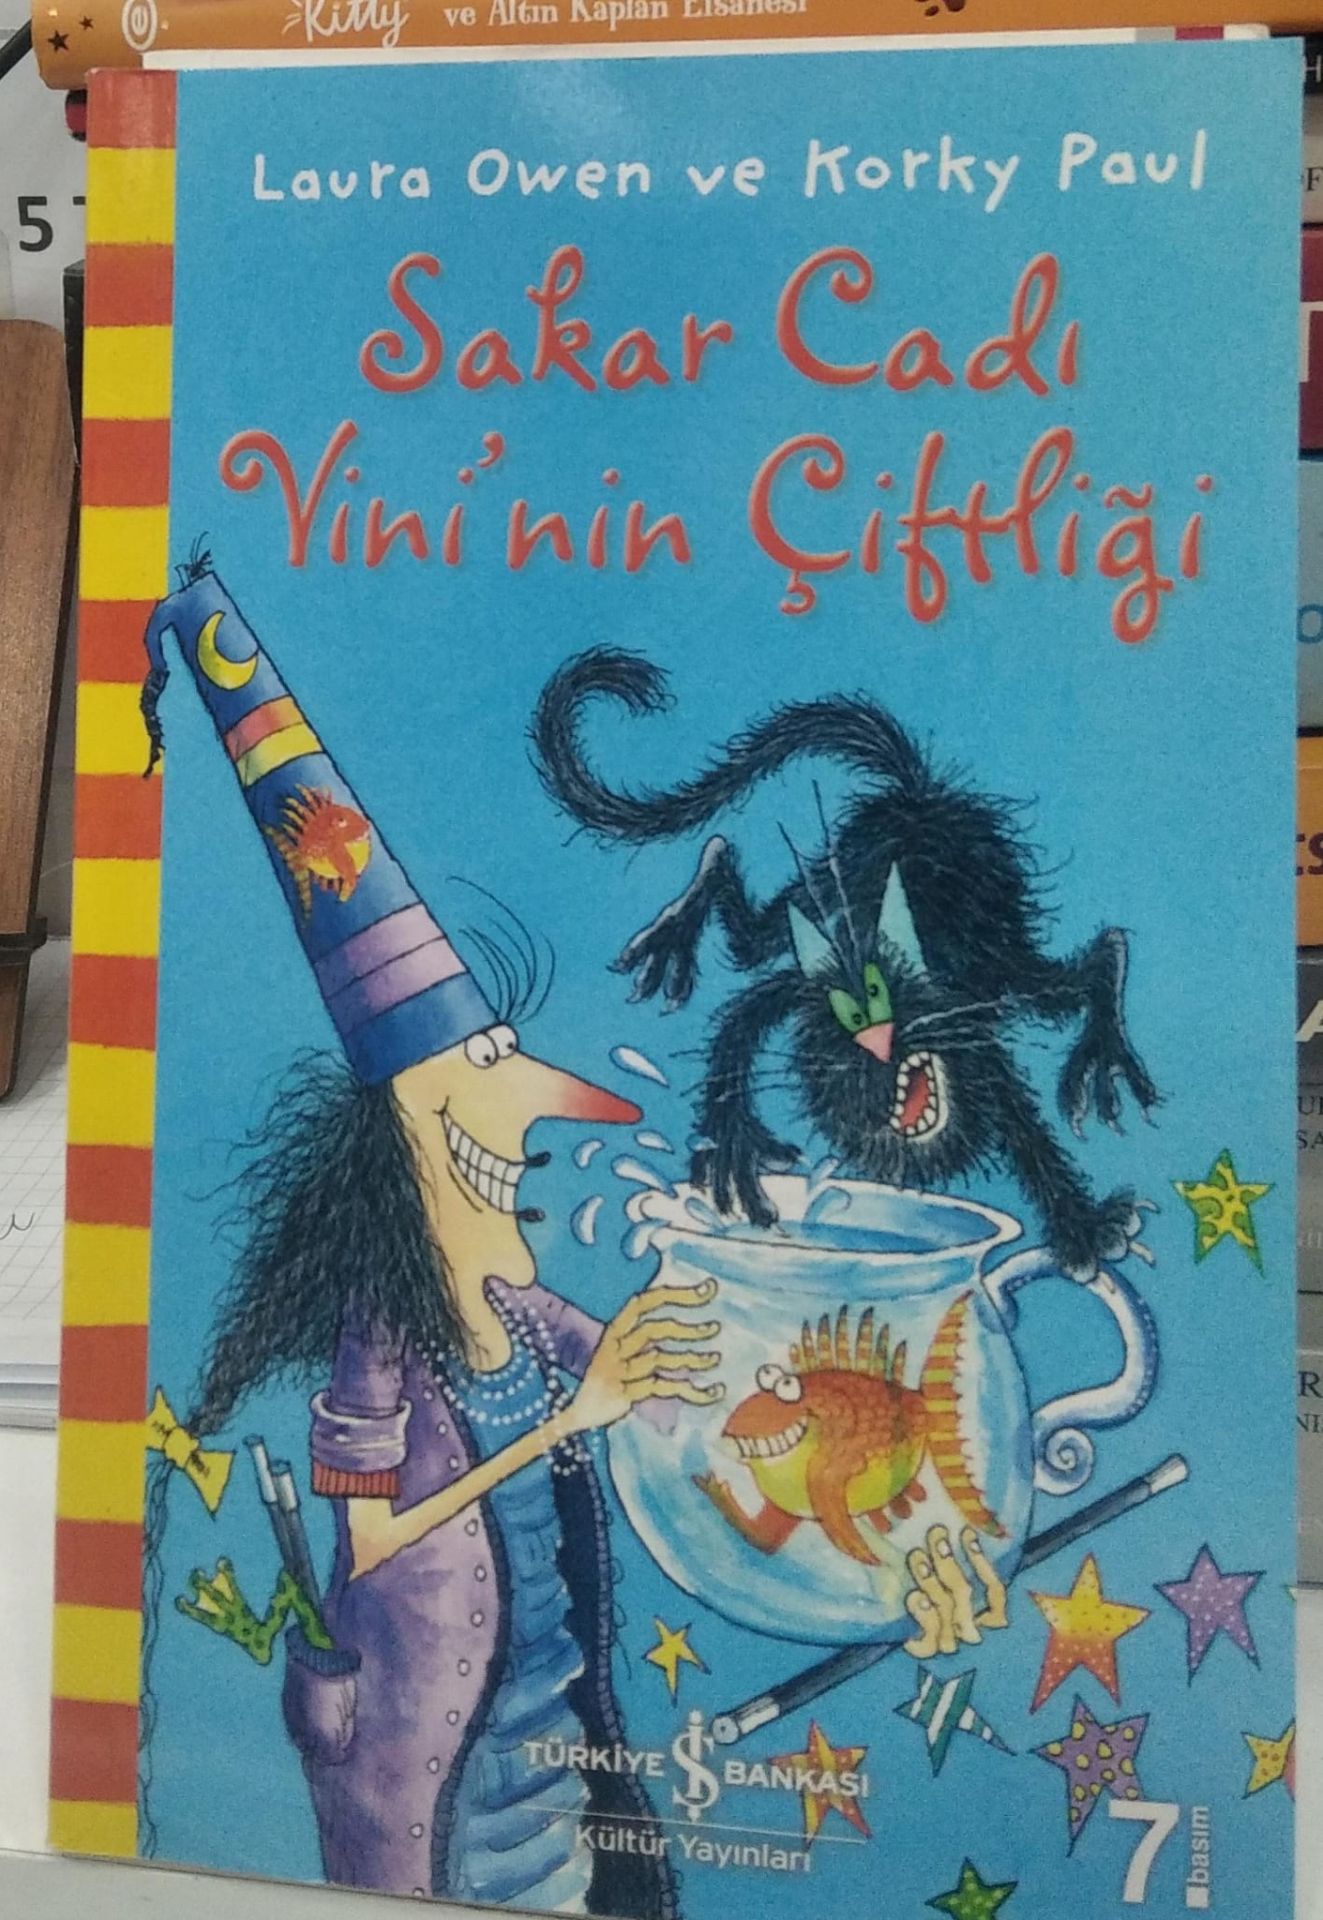 Kitty ve Altın Kaplan Efsanesi
5
Laura Owen ve Korky Paul
Sakar Cadı
Vini'nin Çiftliği
TÜRKİYE İŞ BANKASI
Kültür Yayınları
7. basım